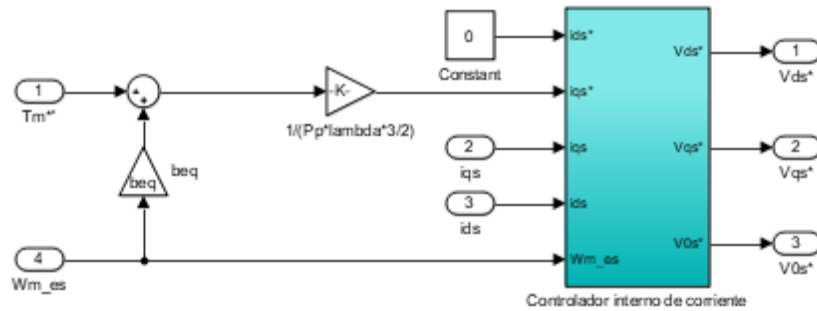 0
Constant
1
Tm*'
-K-
1/(Pp*lambda*3/2)
beq
beq
4
Wm_es
2
iqs
3
ids
ids*
iqs*
iqs
ids
Wm_es
Vds*
Vqs*
V0s*
Controlador interno de corriente
1
Vds*
2
Vqs*
3
V0s*